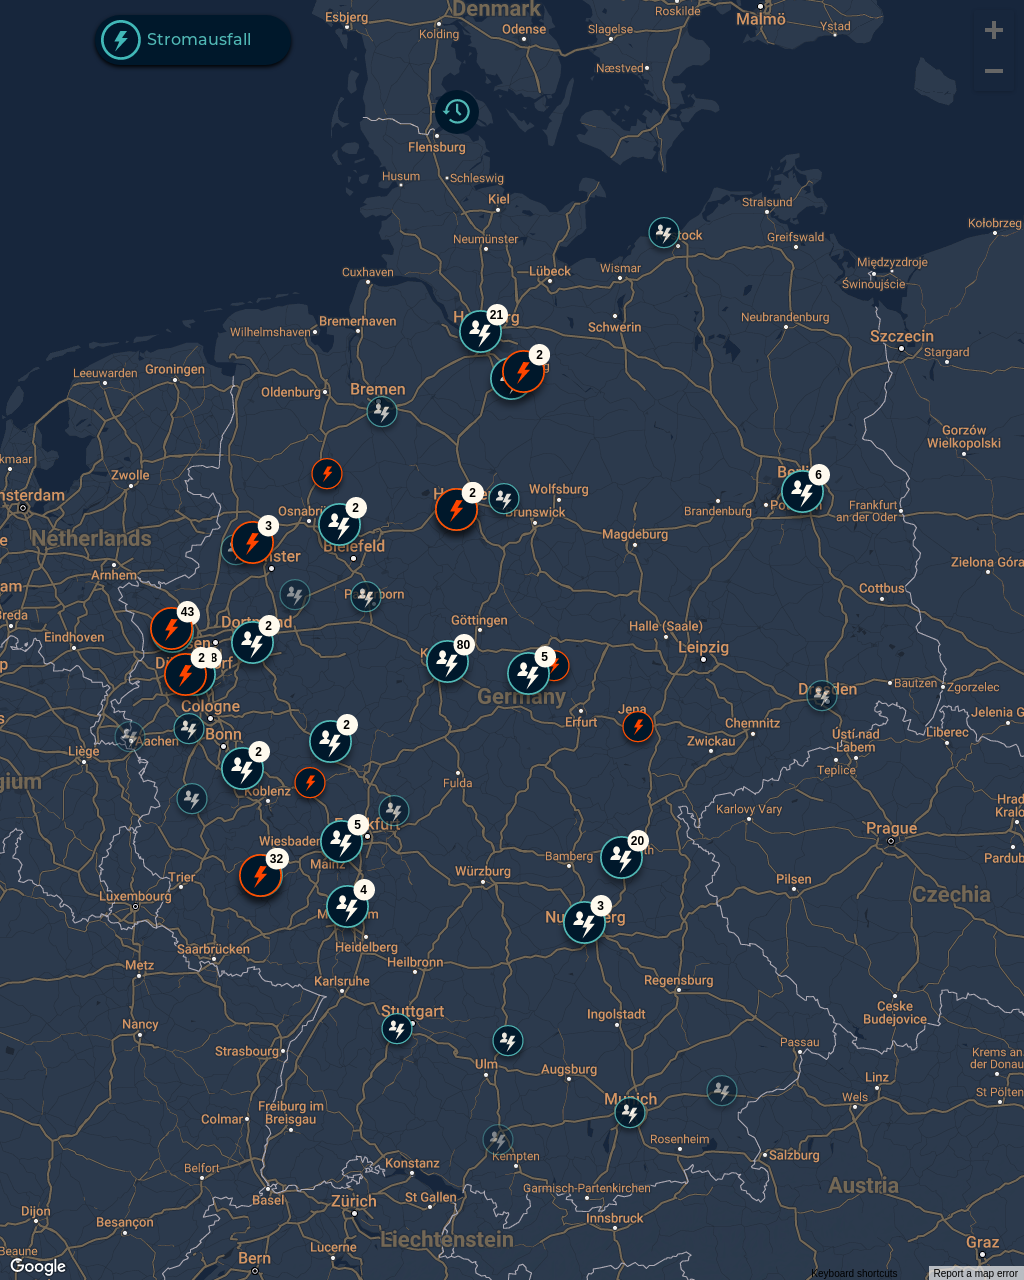 Denmark
Esbjerg
Roskilde
Malmö
Stromausfall
Kolding
Odense
Slagelse
Ystad
Næstved
Flensburg
Husum
Schleswig
Kiel
Stralsund
Neumünster
Greifswald
Kołobrzeg
Cuxhaven
Lübeck
Wismar
Międzyzdroje
Świnoujście
21
Wilhelmshaven
Bremerhaven
Schwerin
Neubrandenburg
Szczecin
2
Stargard
Leeuwarden
Groningen
Oldenburg
Bremen
Gorzów
Wielkopolski
Zwolle
6
2
Wolfsburg
Brandenburg
Frankfurt
an der Oder
2
Netherlands
3
Bielefeld
Magdeburg
Arnhem
Zielona Góra
Cottbus
43
Göttingen
Halle (Saale)
2
Eindhoven
80
Leipzig
2
5
Germany
Bautzen
Zgorzelec
Cologne
Jena
Erfurt
Chemnitz
Aachen
Bonn
2
Zwickau
Ústí nad
Labem
Liberec
Liège
2
Teplice
Koblenz
Fulda
Karlovy Vary
5
Prague
Wiesbaden
20
Mainz
32
Bamberg
Trier
Würzburg
Pilsen
Luxembourg
4
3
Czechia
Heidelberg
Saarbrücken
Heilbronn
Metz
Karlsruhe
Regensburg
Stuttgart
Ceske
Budejovice
Nancy
Ingolstadt
Strasbourg
Passau
Ulm
Augsburg
Linz
Krems an
der Donau
St Pölten
Munich
Wels
Freiburg im
Breisgau
Colmar
Rosenheim
Kempten
Salzburg
Konstanz
Belfort
Garmisch-Partenkirchen
Austria
St Gallen
Basel
Zürich
Dijon
Besançon
Innsbruck
Liechtenstein
Lucerne
Bern
Graz
Beaune
Google
Keyboard shortcuts
Report a map error